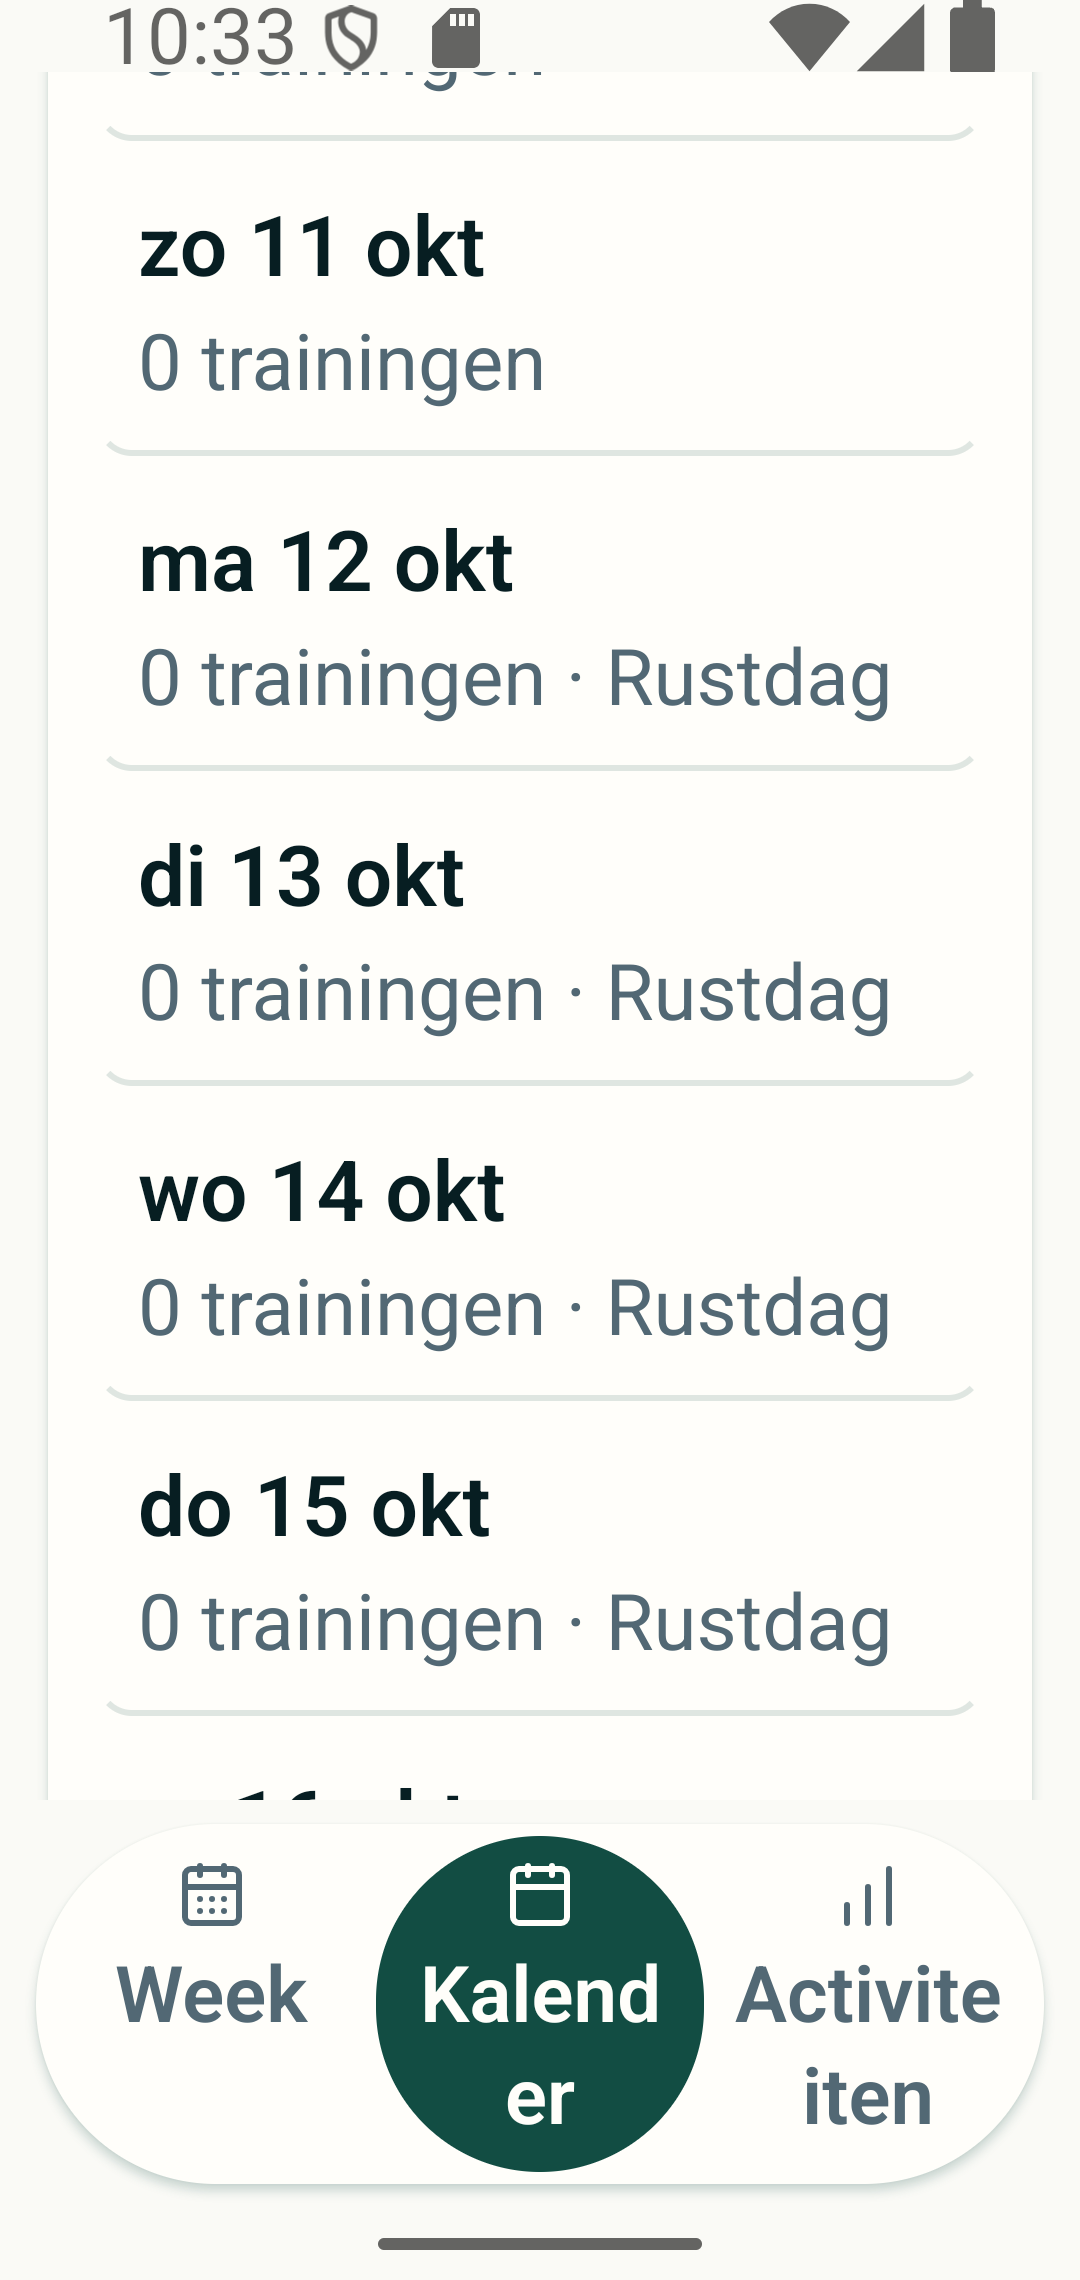 10:33
zo 11 okt
0 trainingen
ma 12 okt
0 trainingen · Rustdag
di 13 okt
0 trainingen · Rustdag
wo 14 okt
0 trainingen · Rustdag
do 15 okt
0 trainingen · Rustdag
Week
Kalend
er
Activite
iten